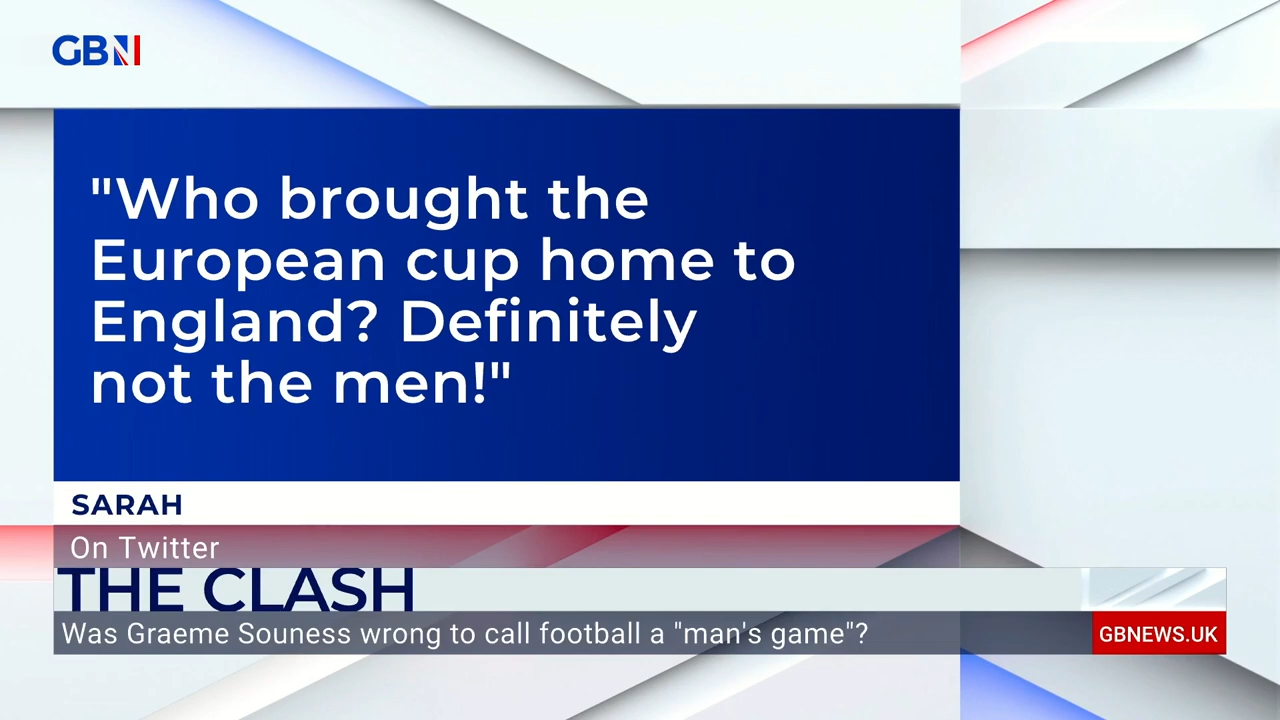 GBN
"Who brought the
European cup home to
England? Definitely
not the men!"
SARAH
On Twitter
THE CLASH
Was Graeme Souness wrong to call football a "man's game"?
GBNEWS.UK